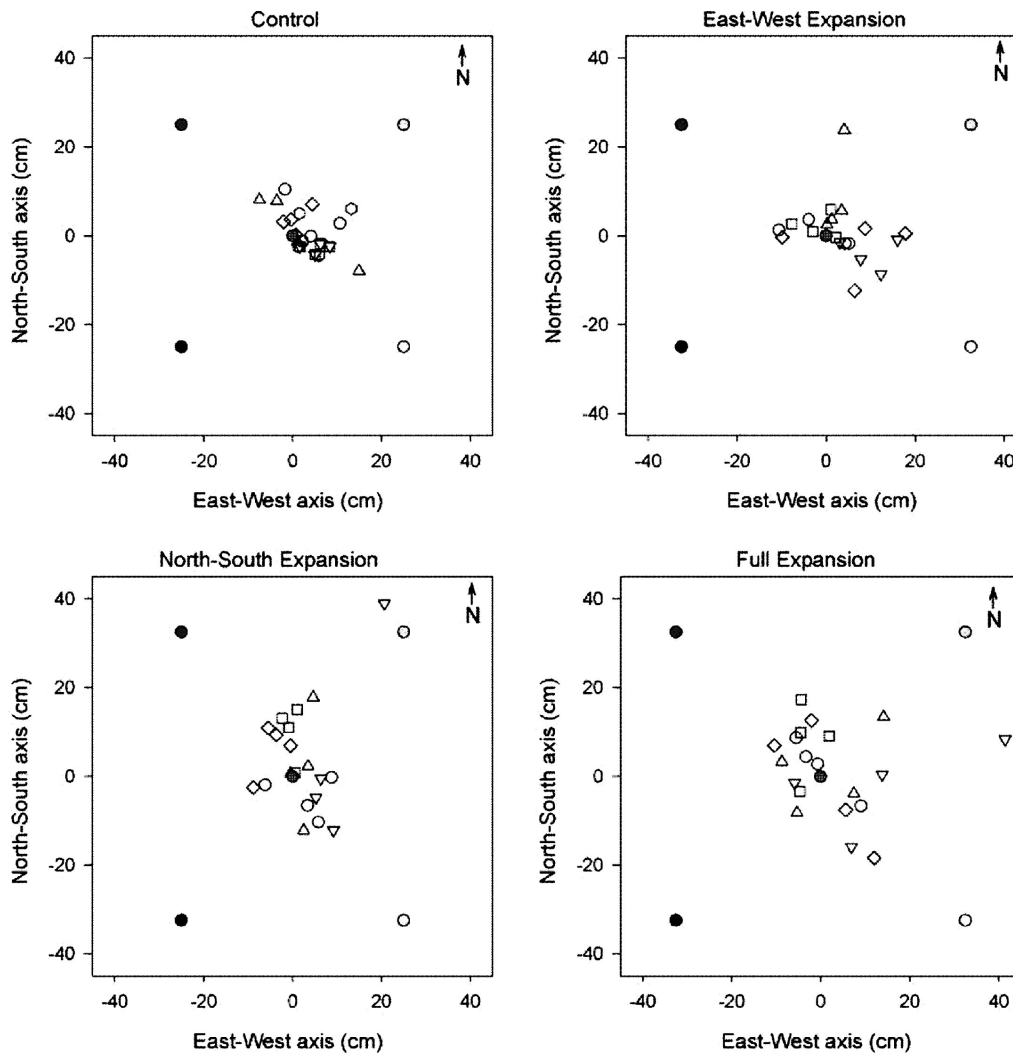 Control
N
40
20
0
-20
-40
North-South axis (cm)
-40 -20 0 20 40
East-West axis (cm)
East-West Expansion
N
40
20
0
-20
-40
North-South axis (cm)
-40 -20 0 20 40
East-West axis (cm)
North-South Expansion
N
40
20
0
-20
-40
North-South axis (cm)
-40 -20 0 20 40
East-West axis (cm)
Full Expansion
N
40
20
0
-20
-40
North-South axis (cm)
-40 -20 0 20 40
East-West axis (cm)